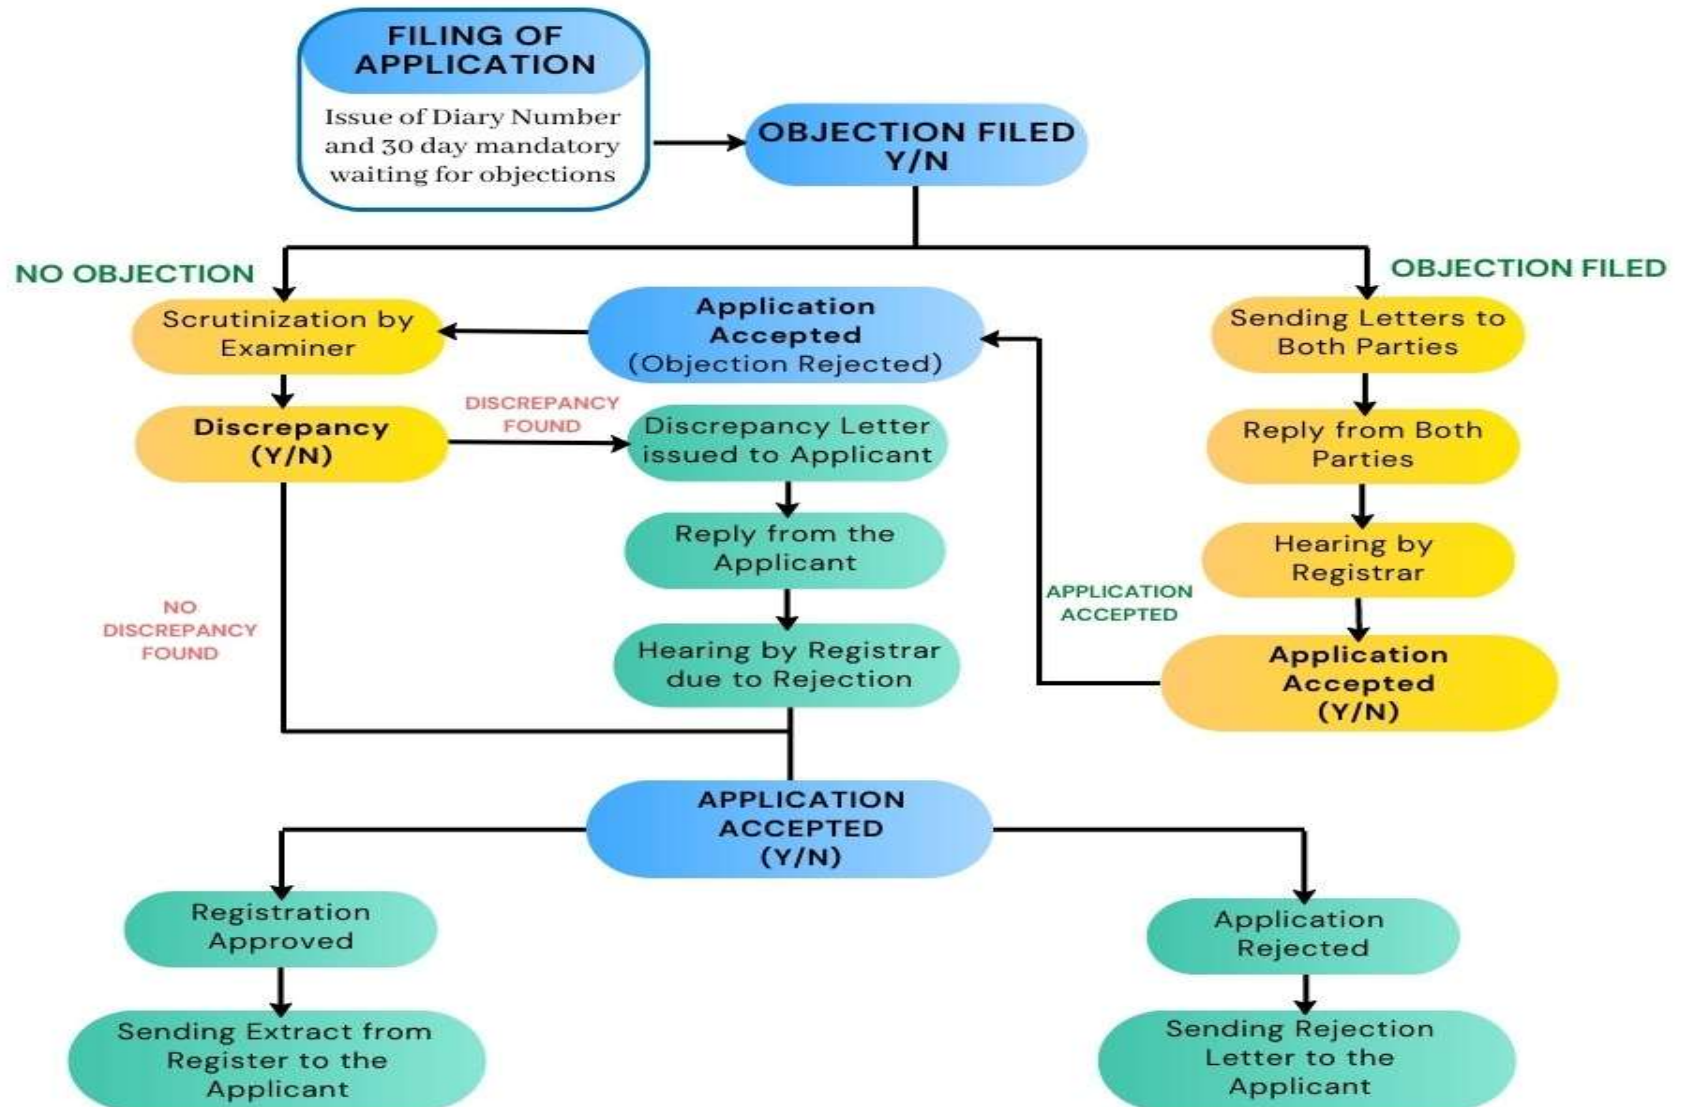 FILING OF
APPLICATION
Issue of Diary Number
and 30 day mandatory
waiting for objections
OBJECTION FILED
Y/N
NO OBJECTION
OBJECTION FILED
Scrutinization by
Examiner
Application
Accepted
(Objection Rejected)
Sending Letters to
Both Parties
Discrepancy
(Y/N)
DISCREPANCY
FOUND
Discrepancy Letter
issued to Applicant
Reply from Both
Parties
Reply from the
Applicant
Hearing by
Registrar
NO
DISCREPANCY
FOUND
APPLICATION
ACCEPTED
Hearing by Registrar
due to Rejection
Application
Accepted
(Y/N)
APPLICATION
ACCEPTED
(Y/N)
Registration
Approved
Application
Rejected
Sending Extract from
Register to the
Applicant
Sending Rejection
Letter to the
Applicant